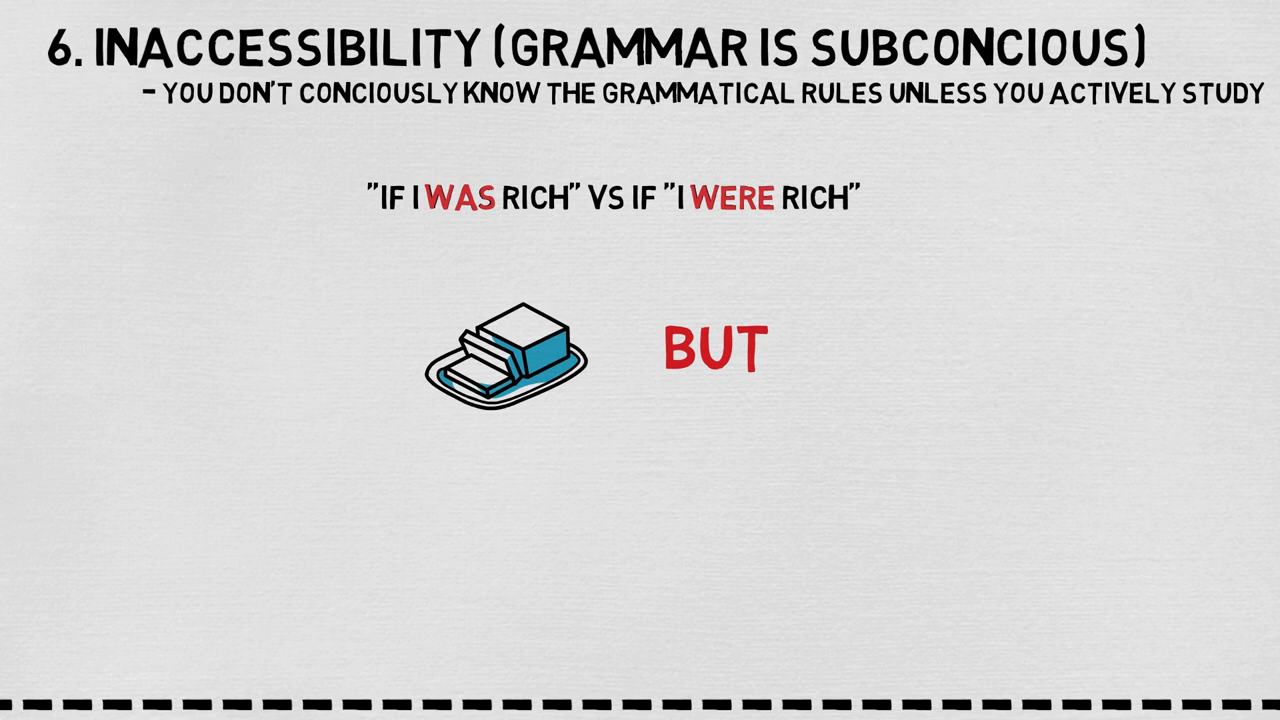 6. INACCESSIBILITY (GRAMMAR IS SUBCONCIOUS)
- YOU DON'T CONCIOUSLY KNOW THE GRAMMATICAL RULES UNLESS YOU ACTIVELY STUDY
"IF I WAS RICH" VS IF "I WERE RICH"
BUT